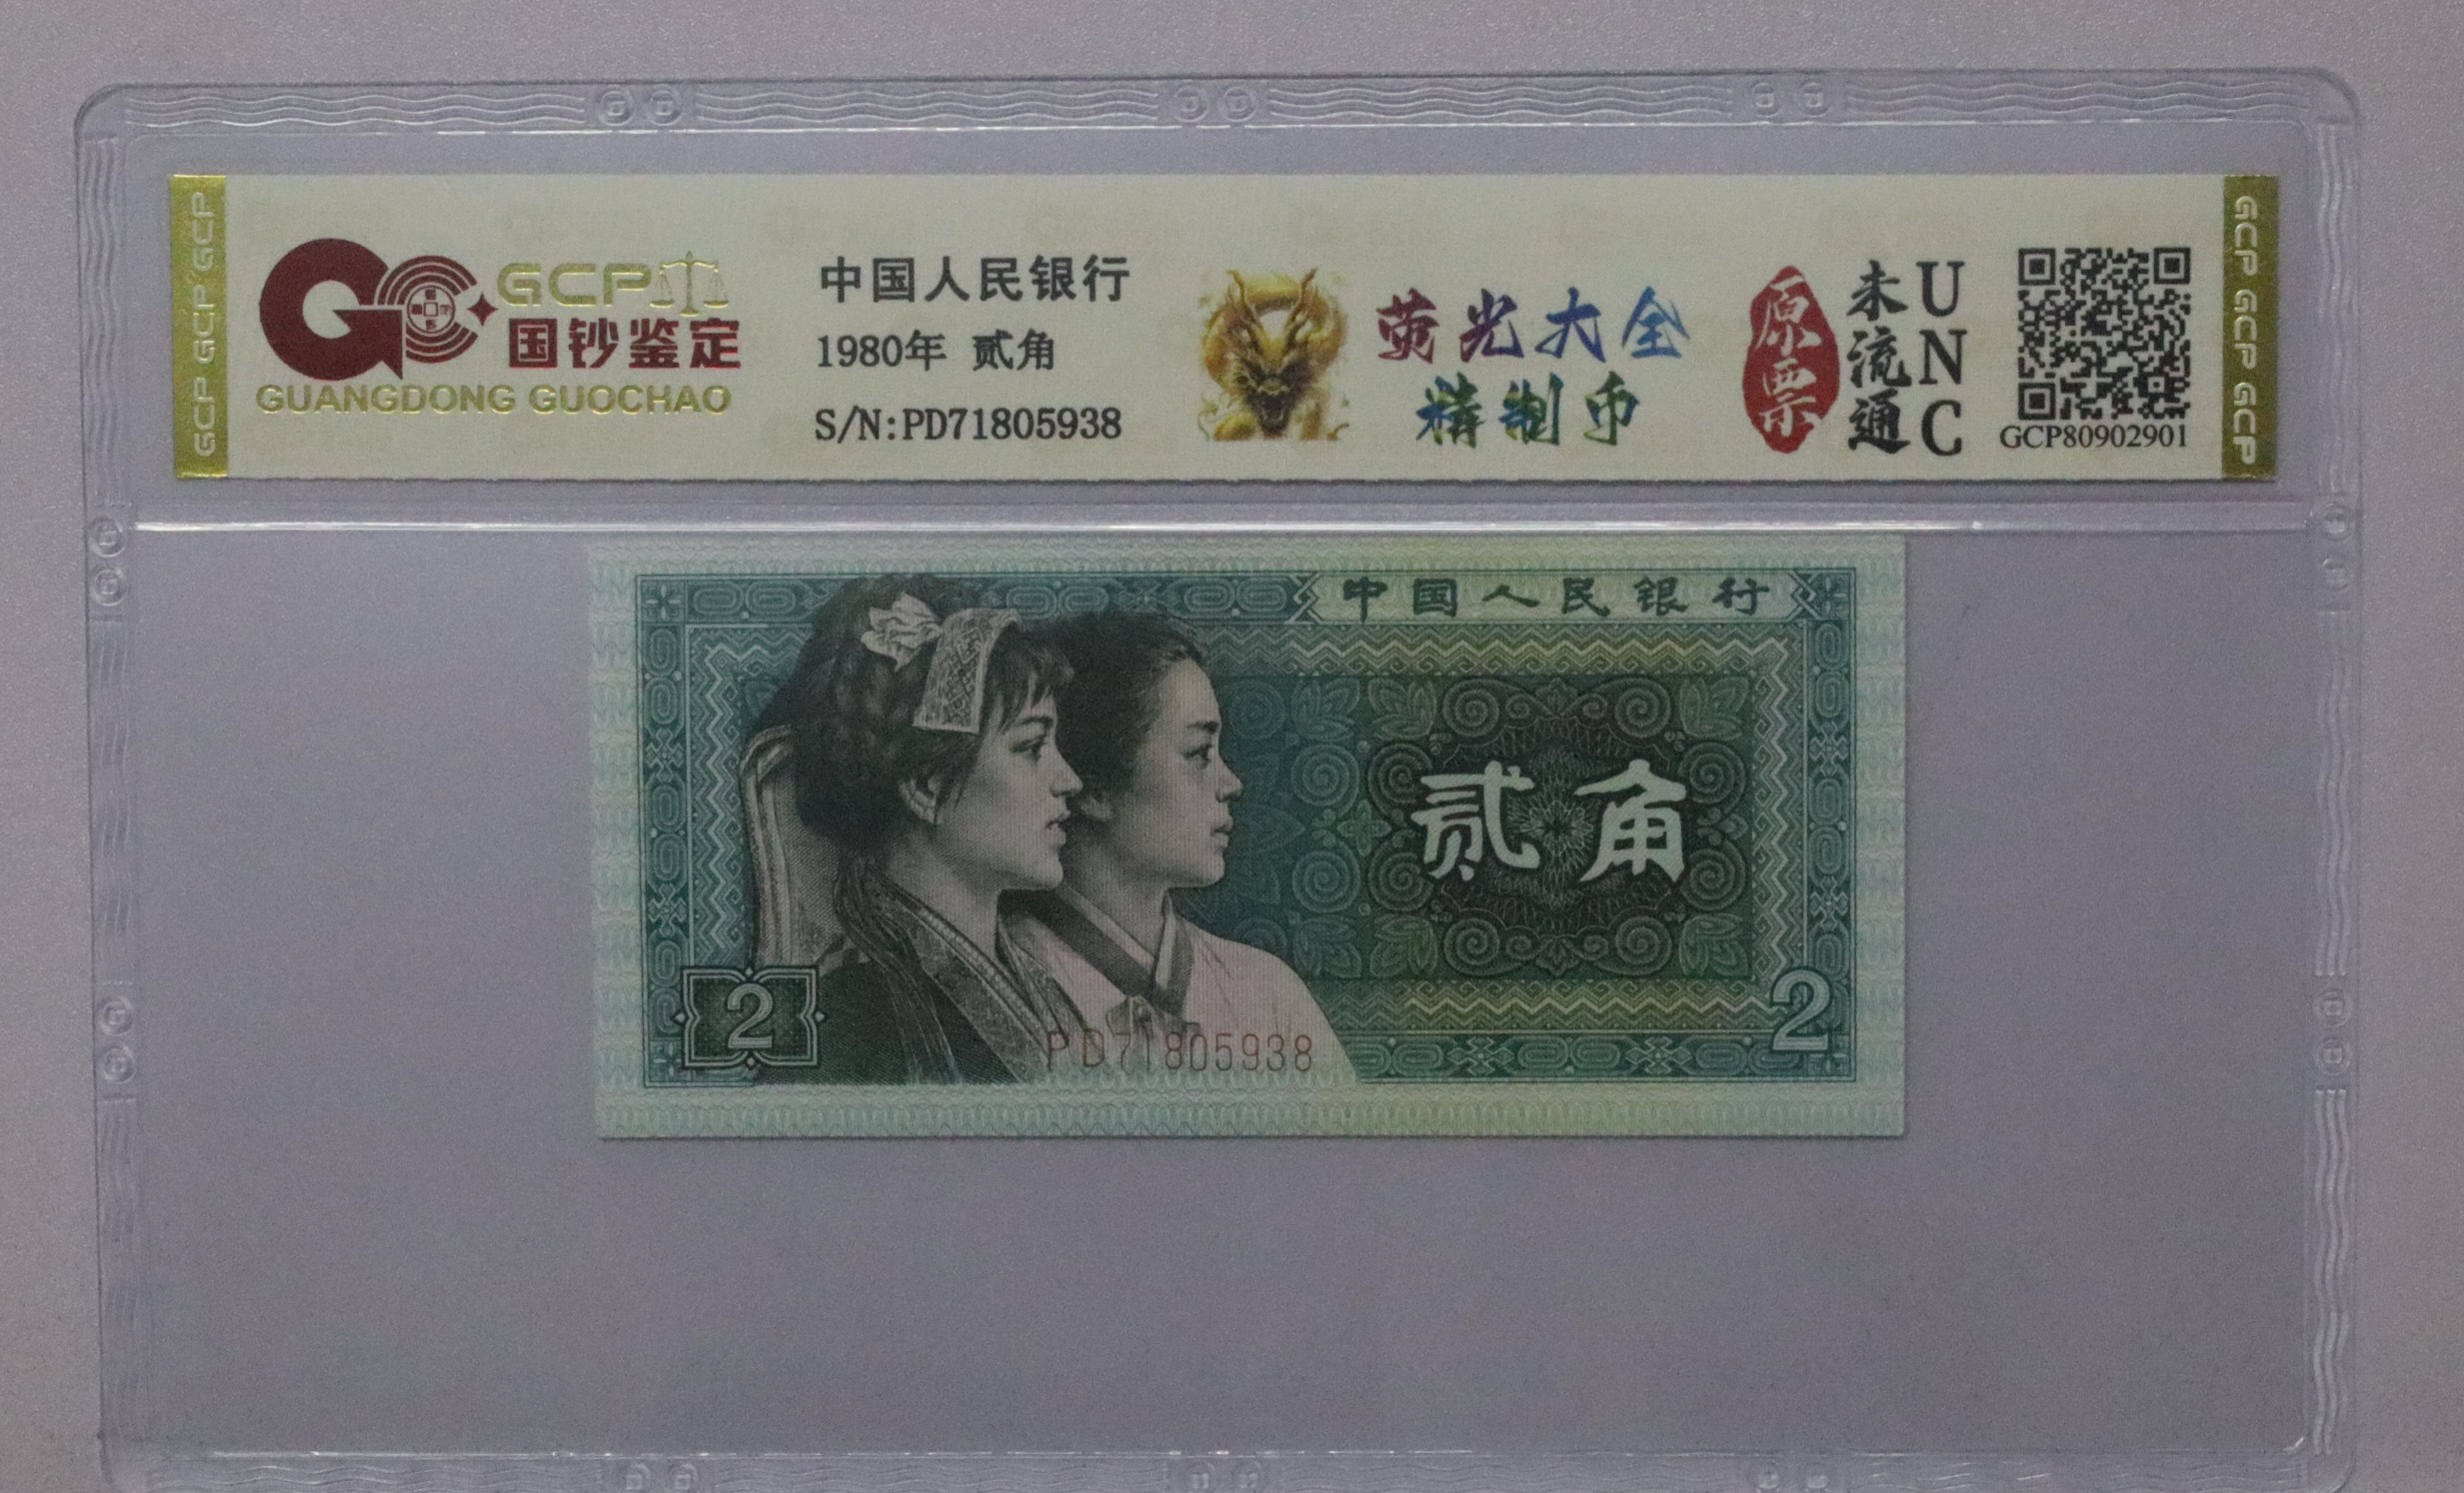 GCP GCP GCP
GCP
国钞鉴定
GUANGDONG GUOCHAO
中国人民银行
1980年 贰角
S/N:PD71805938
荧光大全
精制币
原票
未流通
UNC
GCP80902901
GCP GCP GCP
中国人民银行
贰角
2
2
PD71805938